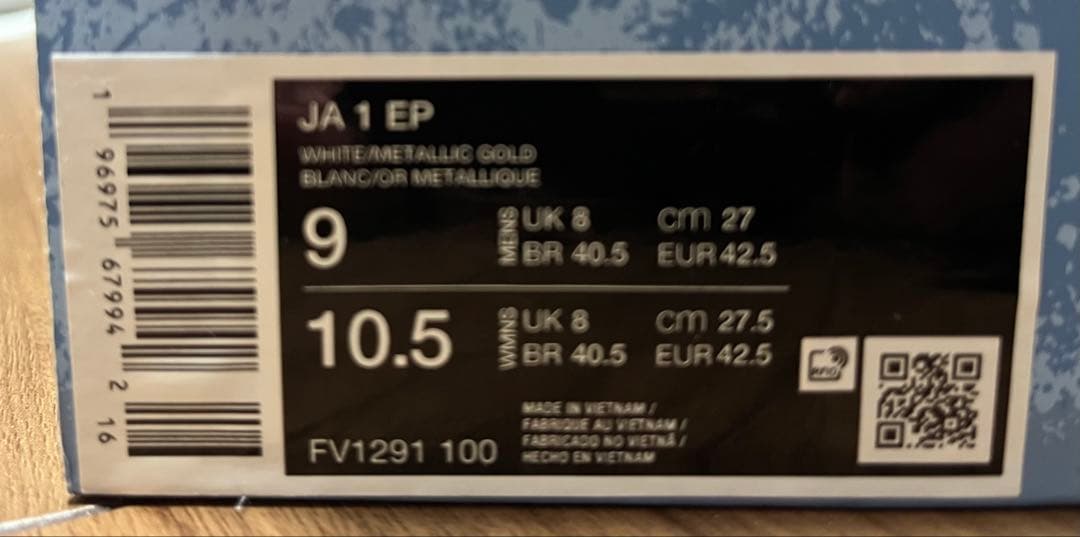 JA 1 EP
WHITE/METALLIC GOLD
BLANC/OR METALLIQUE
9
MENS
UK 8 cm 27
BR 40.5 EUR 42.5
10.5
WMNS
UK 8 cm 27.5
BR 40.5 EUR 42.5
FV1291 100
MADE IN VIETNAM /
FABRIQUE AU VIETNAM /
FABRICADO NO VIETNÃ /
HECHO EN VIETNAM
RFID
1 96975 67994 2 16